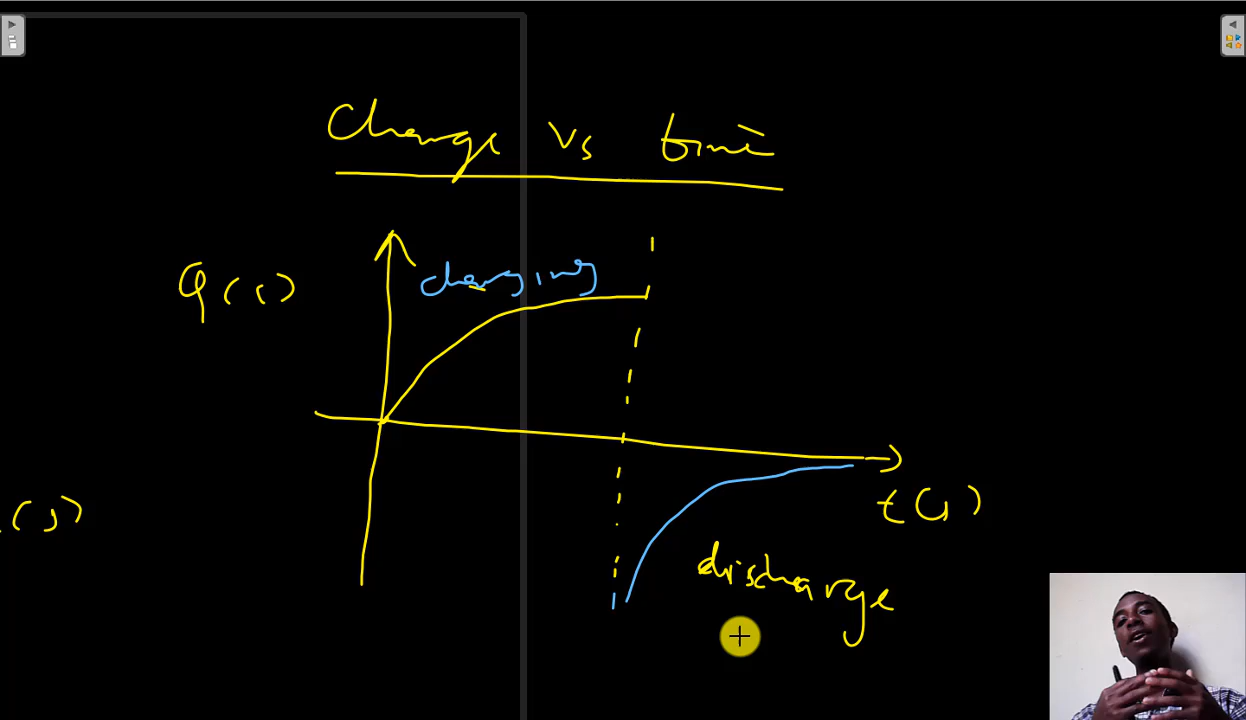 Charge vs time
Q(c)
charging
(s)
t(s)
discharge